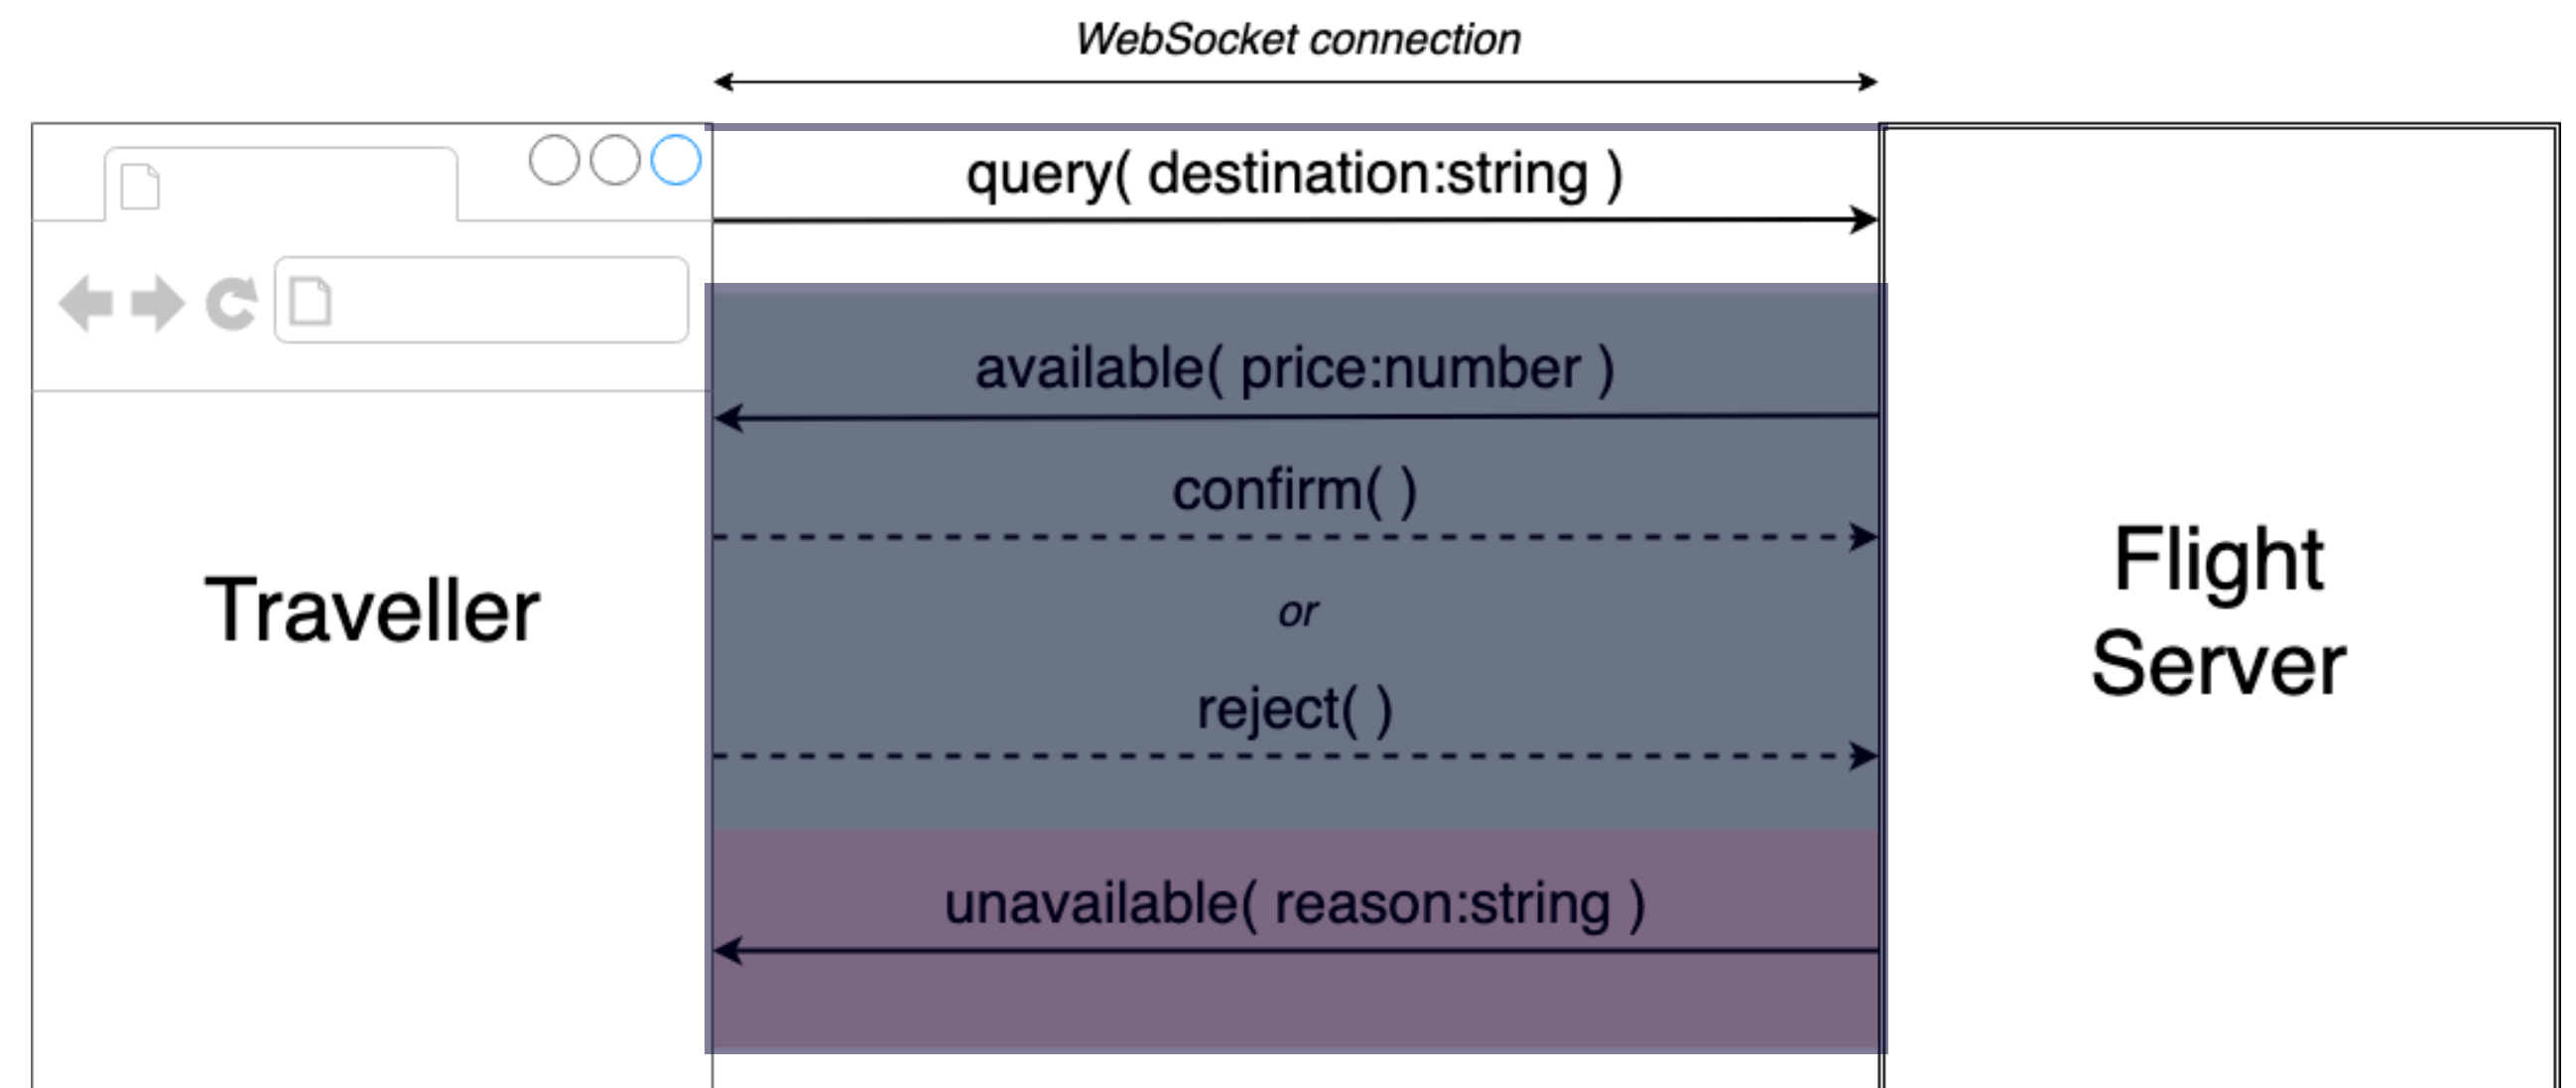 WebSocket connection
query( destination:string )
available( price:number )
confirm( )
or
reject( )
unavailable( reason:string )
Traveller
Flight
Server